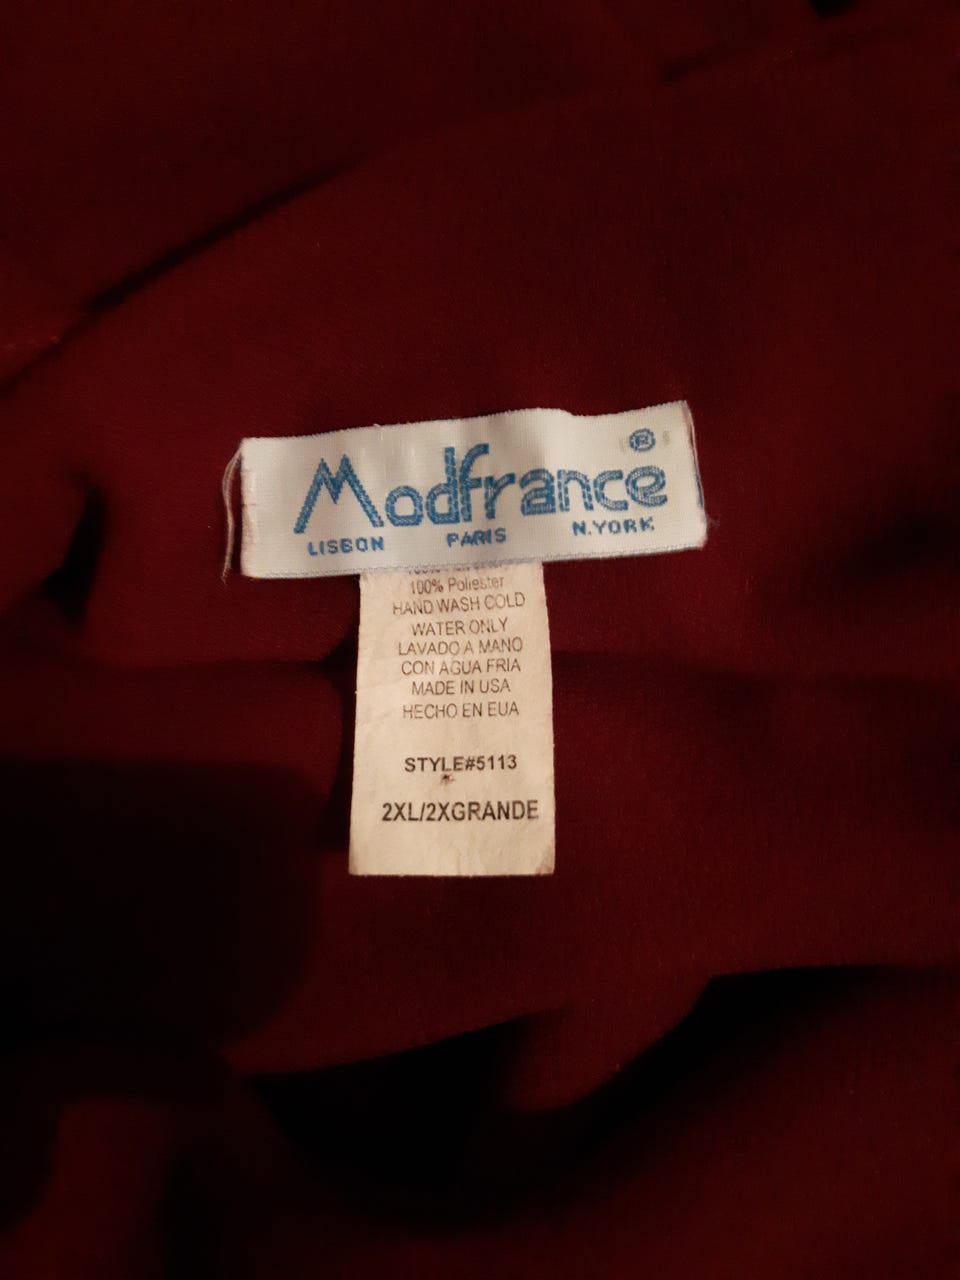 Modfrance®
LISBON PARIS N.YORK
100% Poliester
HAND WASH COLD
WATER ONLY
LAVADO A MANO
CON AGUA FRIA
MADE IN USA
HECHO EN EUA
STYLE#5113
2XL/2XGRANDE